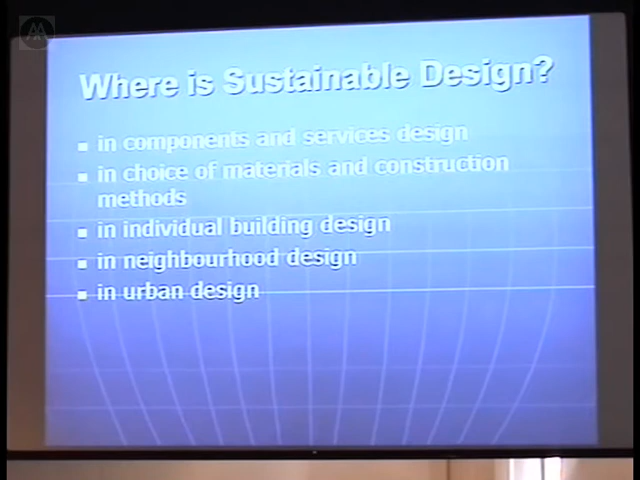 Where is Sustainable Design?
in components and services design
in choice of materials and construction
methods
in individual building design
in neighbourhood design
in urban design